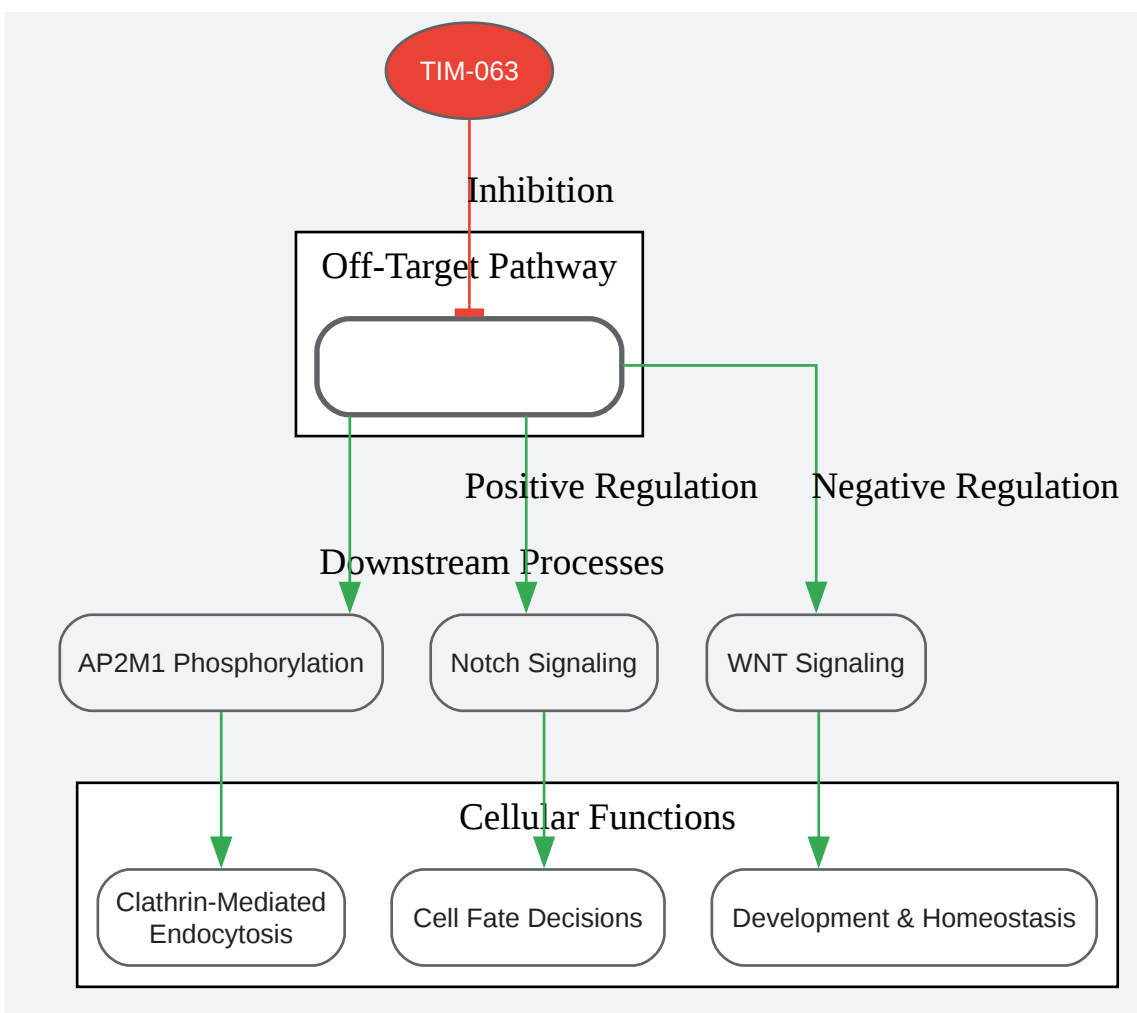 TIM-063
Inhibition
Off-Target Pathway
Positive Regulation
Negative Regulation
Downstream Processes
AP2M1 Phosphorylation
Notch Signaling
WNT Signaling
Cellular Functions
Clathrin-Mediated
Endocytosis
Cell Fate Decisions
Development & Homeostasis